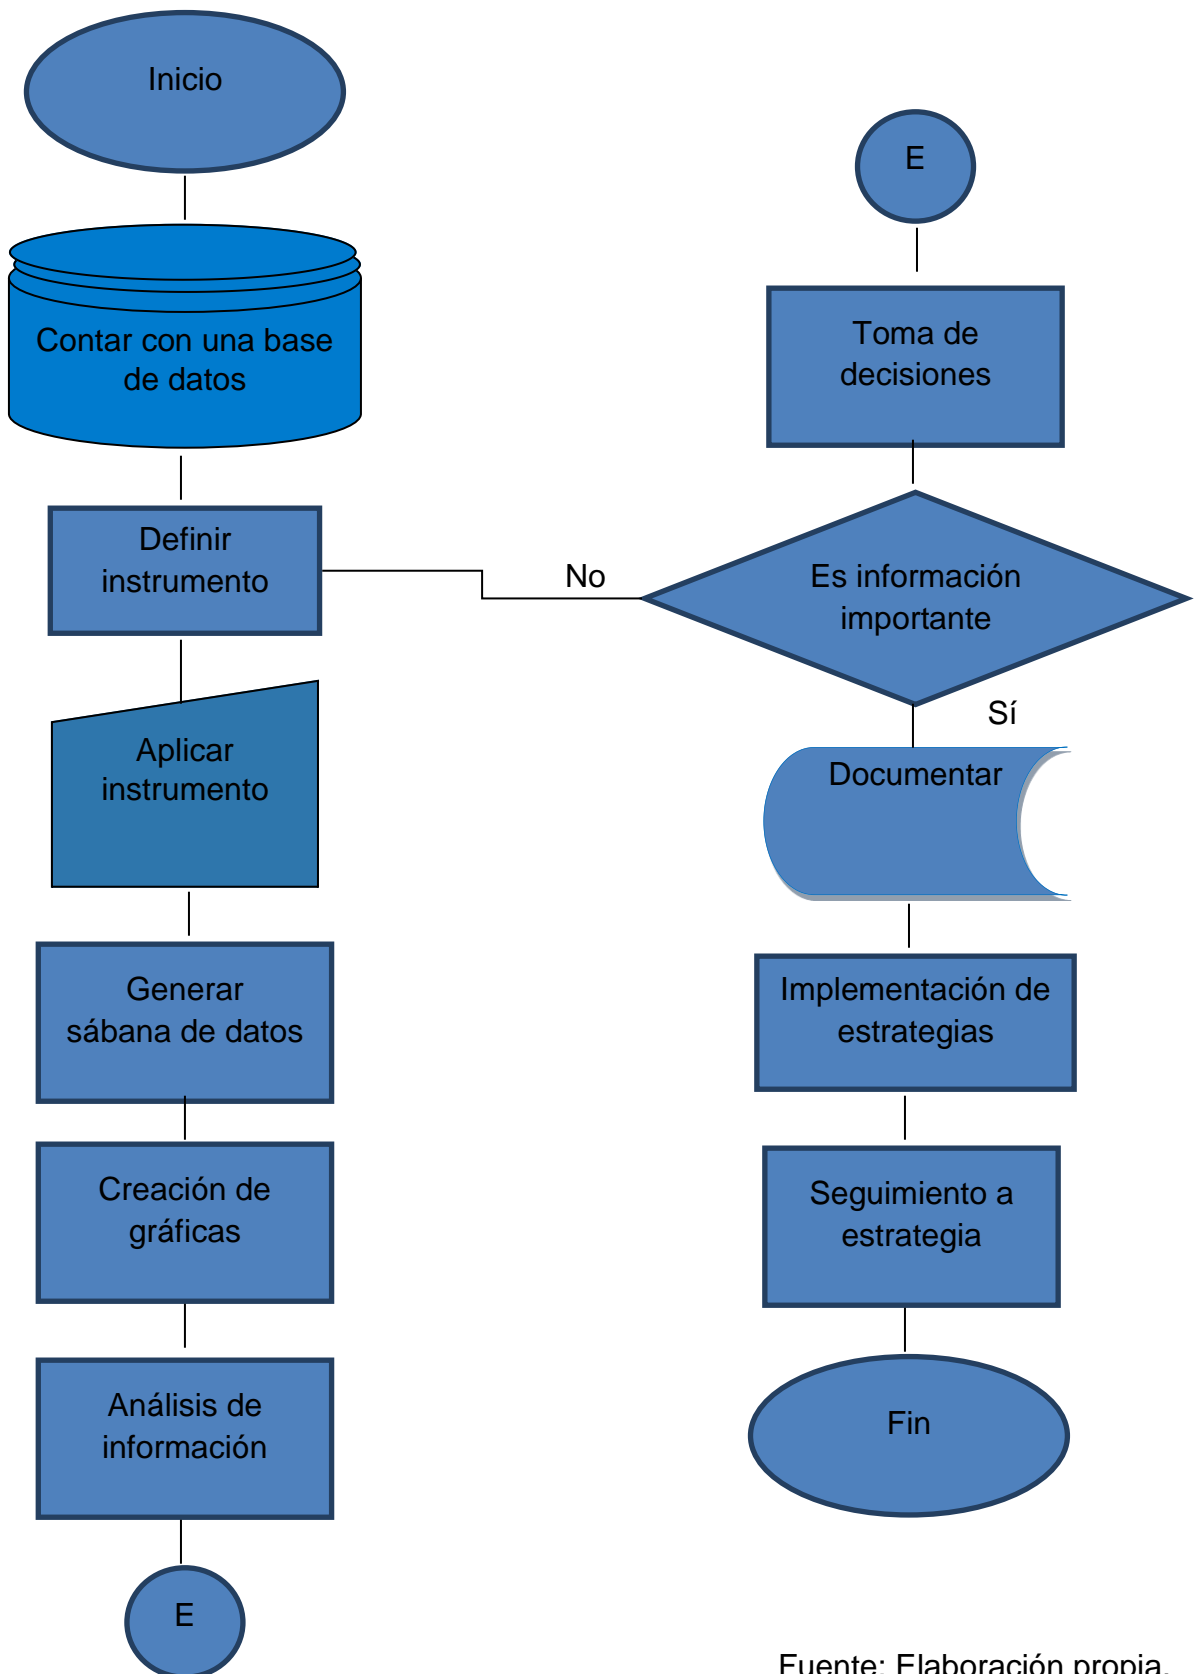 Inicio
Contar con una base
de datos
Definir
instrumento
Aplicar
instrumento
Generar
sábana de datos
Creación de
gráficas
Análisis de
información
E
E
Toma de
decisiones
Es información
importante
No
Sí
Documentar
Implementación de
estrategias
Seguimiento a
estrategia
Fin
Fuente: Elaboración propia.